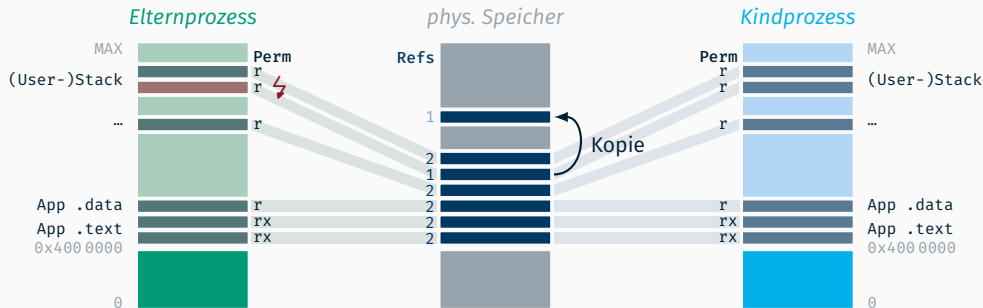 Elternprozess phys. Speicher Kindprozess
MAX Perm Refs Perm MAX
(User-)Stack r r (User-)Stack
r r
1
… r r …
Kopie
2
1
2
App .data r 2 r App .data
App .text rx 2 rx App .text
0x400 0000 rx 2 rx 0x400 0000
0 0